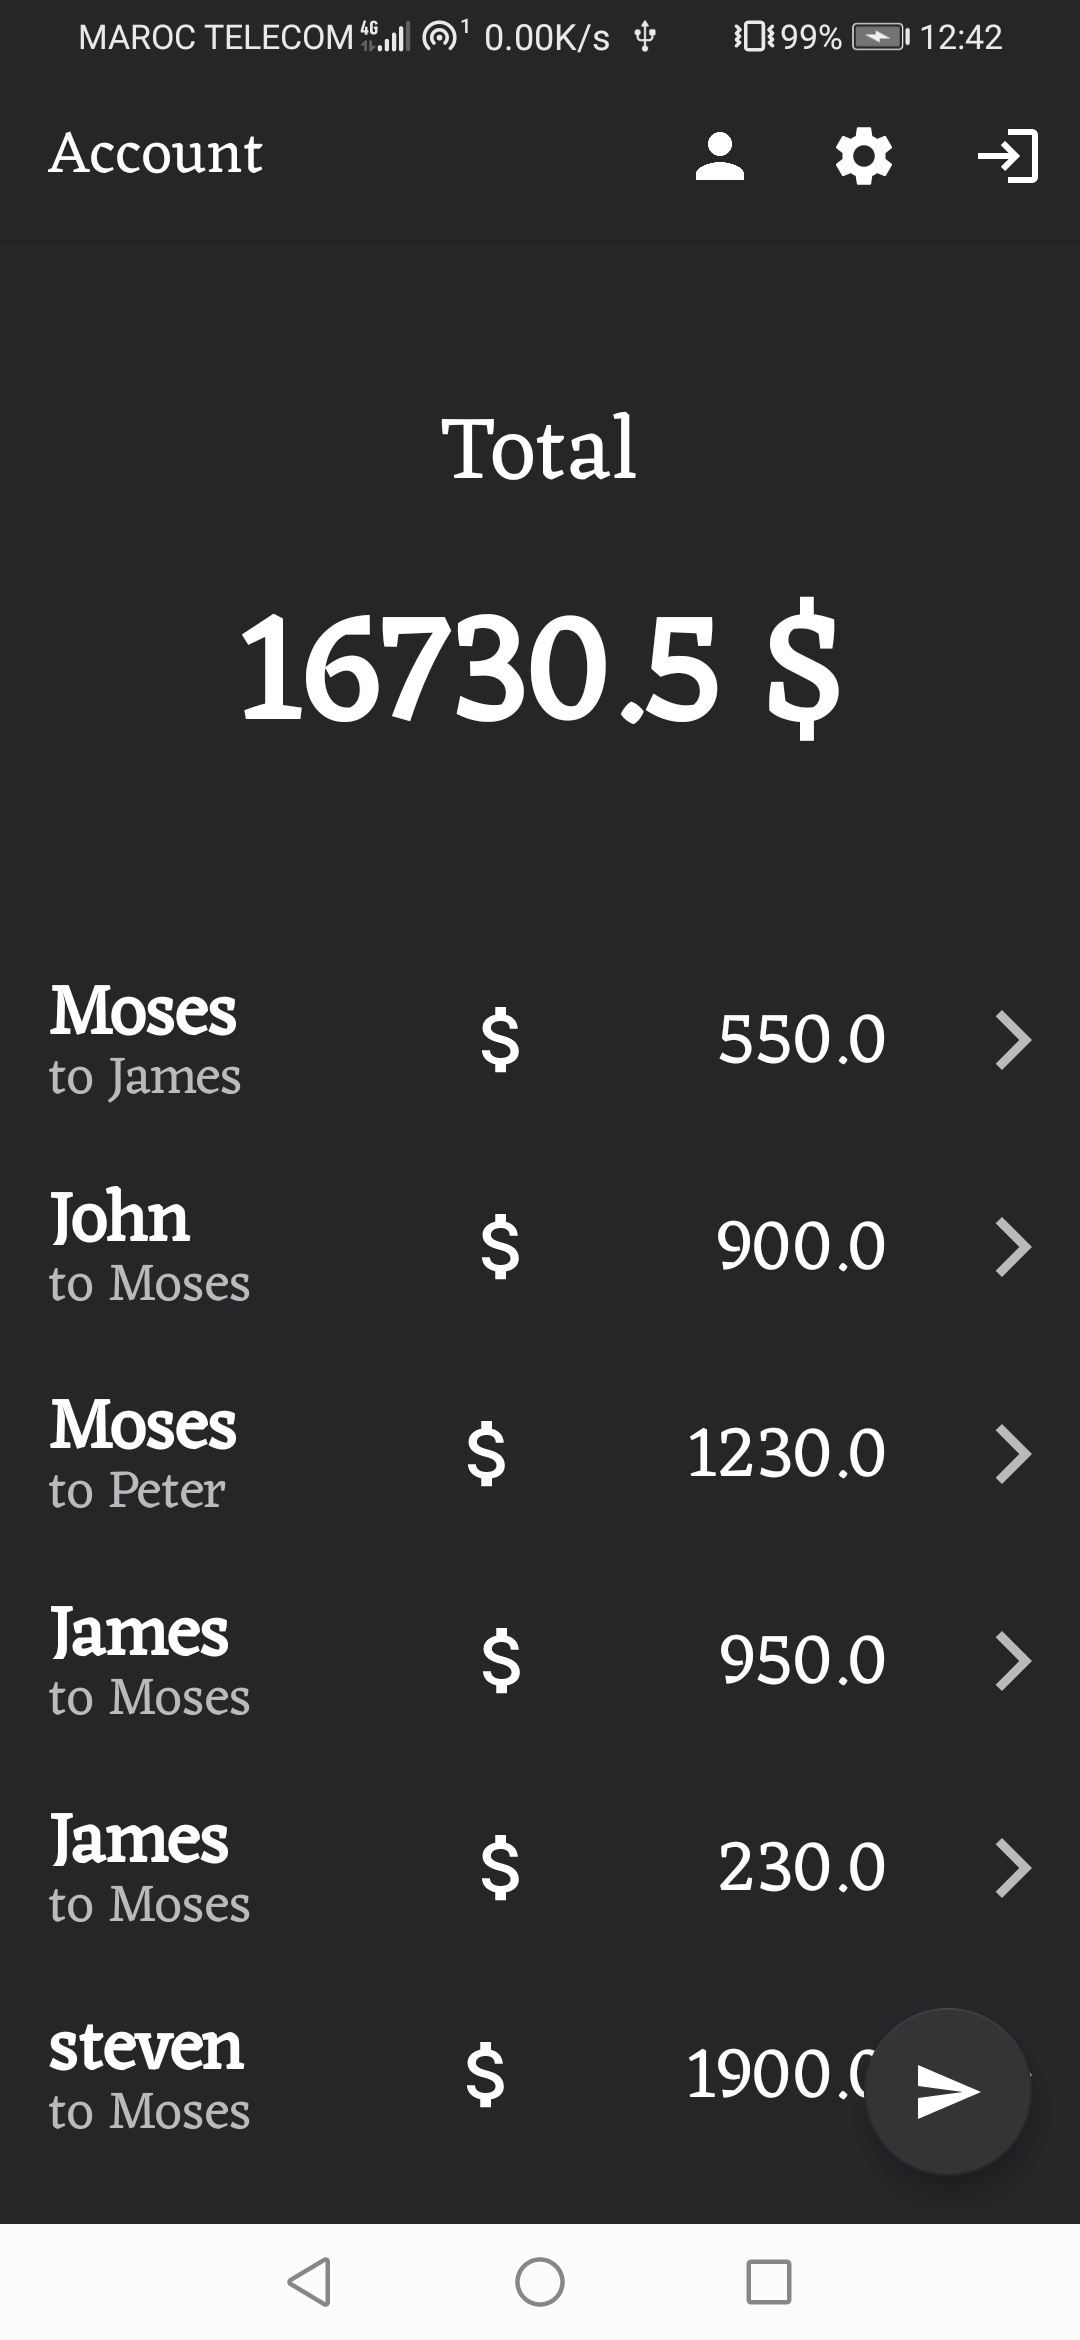 MAROC TELECOM 4G 1 0.00K/s 99% 12:42
Account
Total
16730.5 $
Moses $ 550.0
to James
John $ 900.0
to Moses
Moses $ 1230.0
to Peter
James $ 950.0
to Moses
James $ 230.0
to Moses
steven $ 1900.0
to Moses